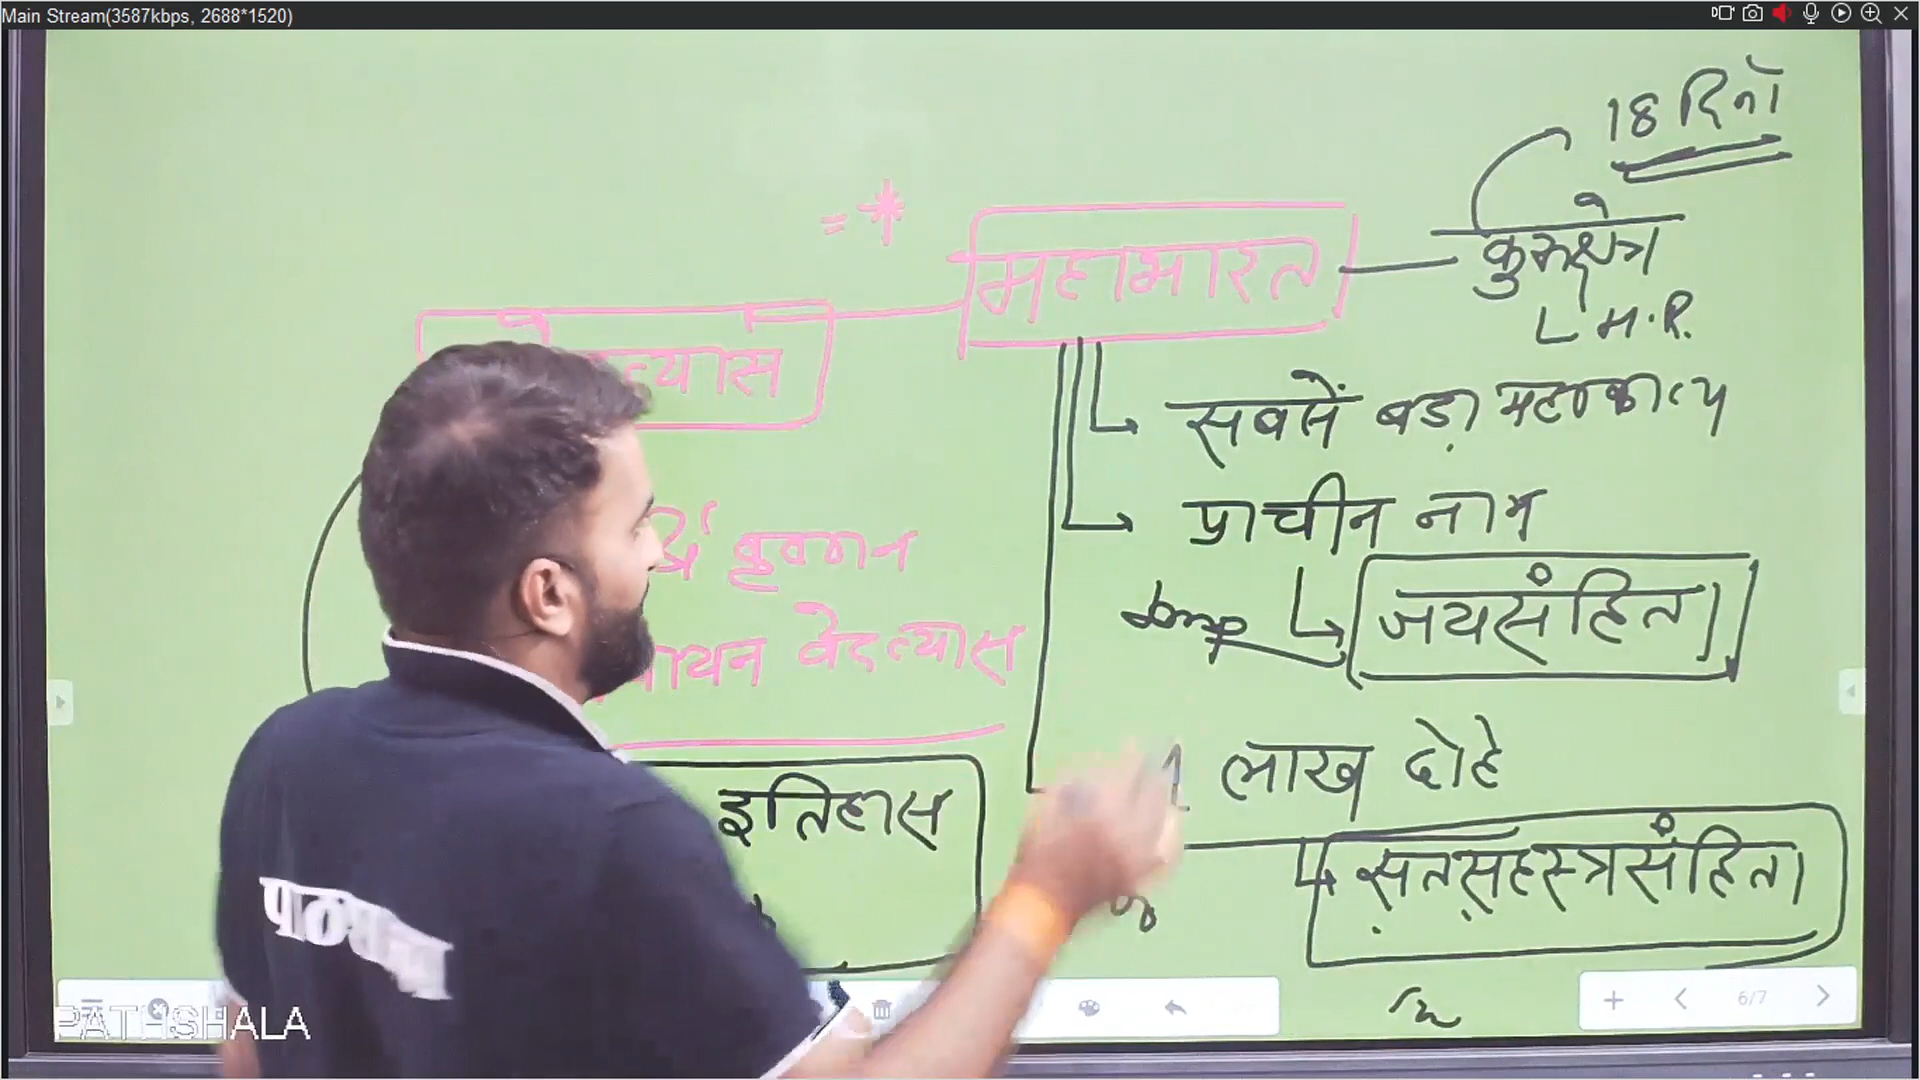 Main Stream(3587kbps, 2688*1520)
18 दिनों
= *
महाभारत
कुरुक्षेत्र
L H.R.
व्यास
सबसे बड़ा महाकाव्य
प्राचीन नाम
कृष्ण
जयसंहिता
यन वेदव्यास
1 लाख दोहे
इतिहास
सतसहस्त्रसंहिता
पाठशाला
6/7
PATHSHALA